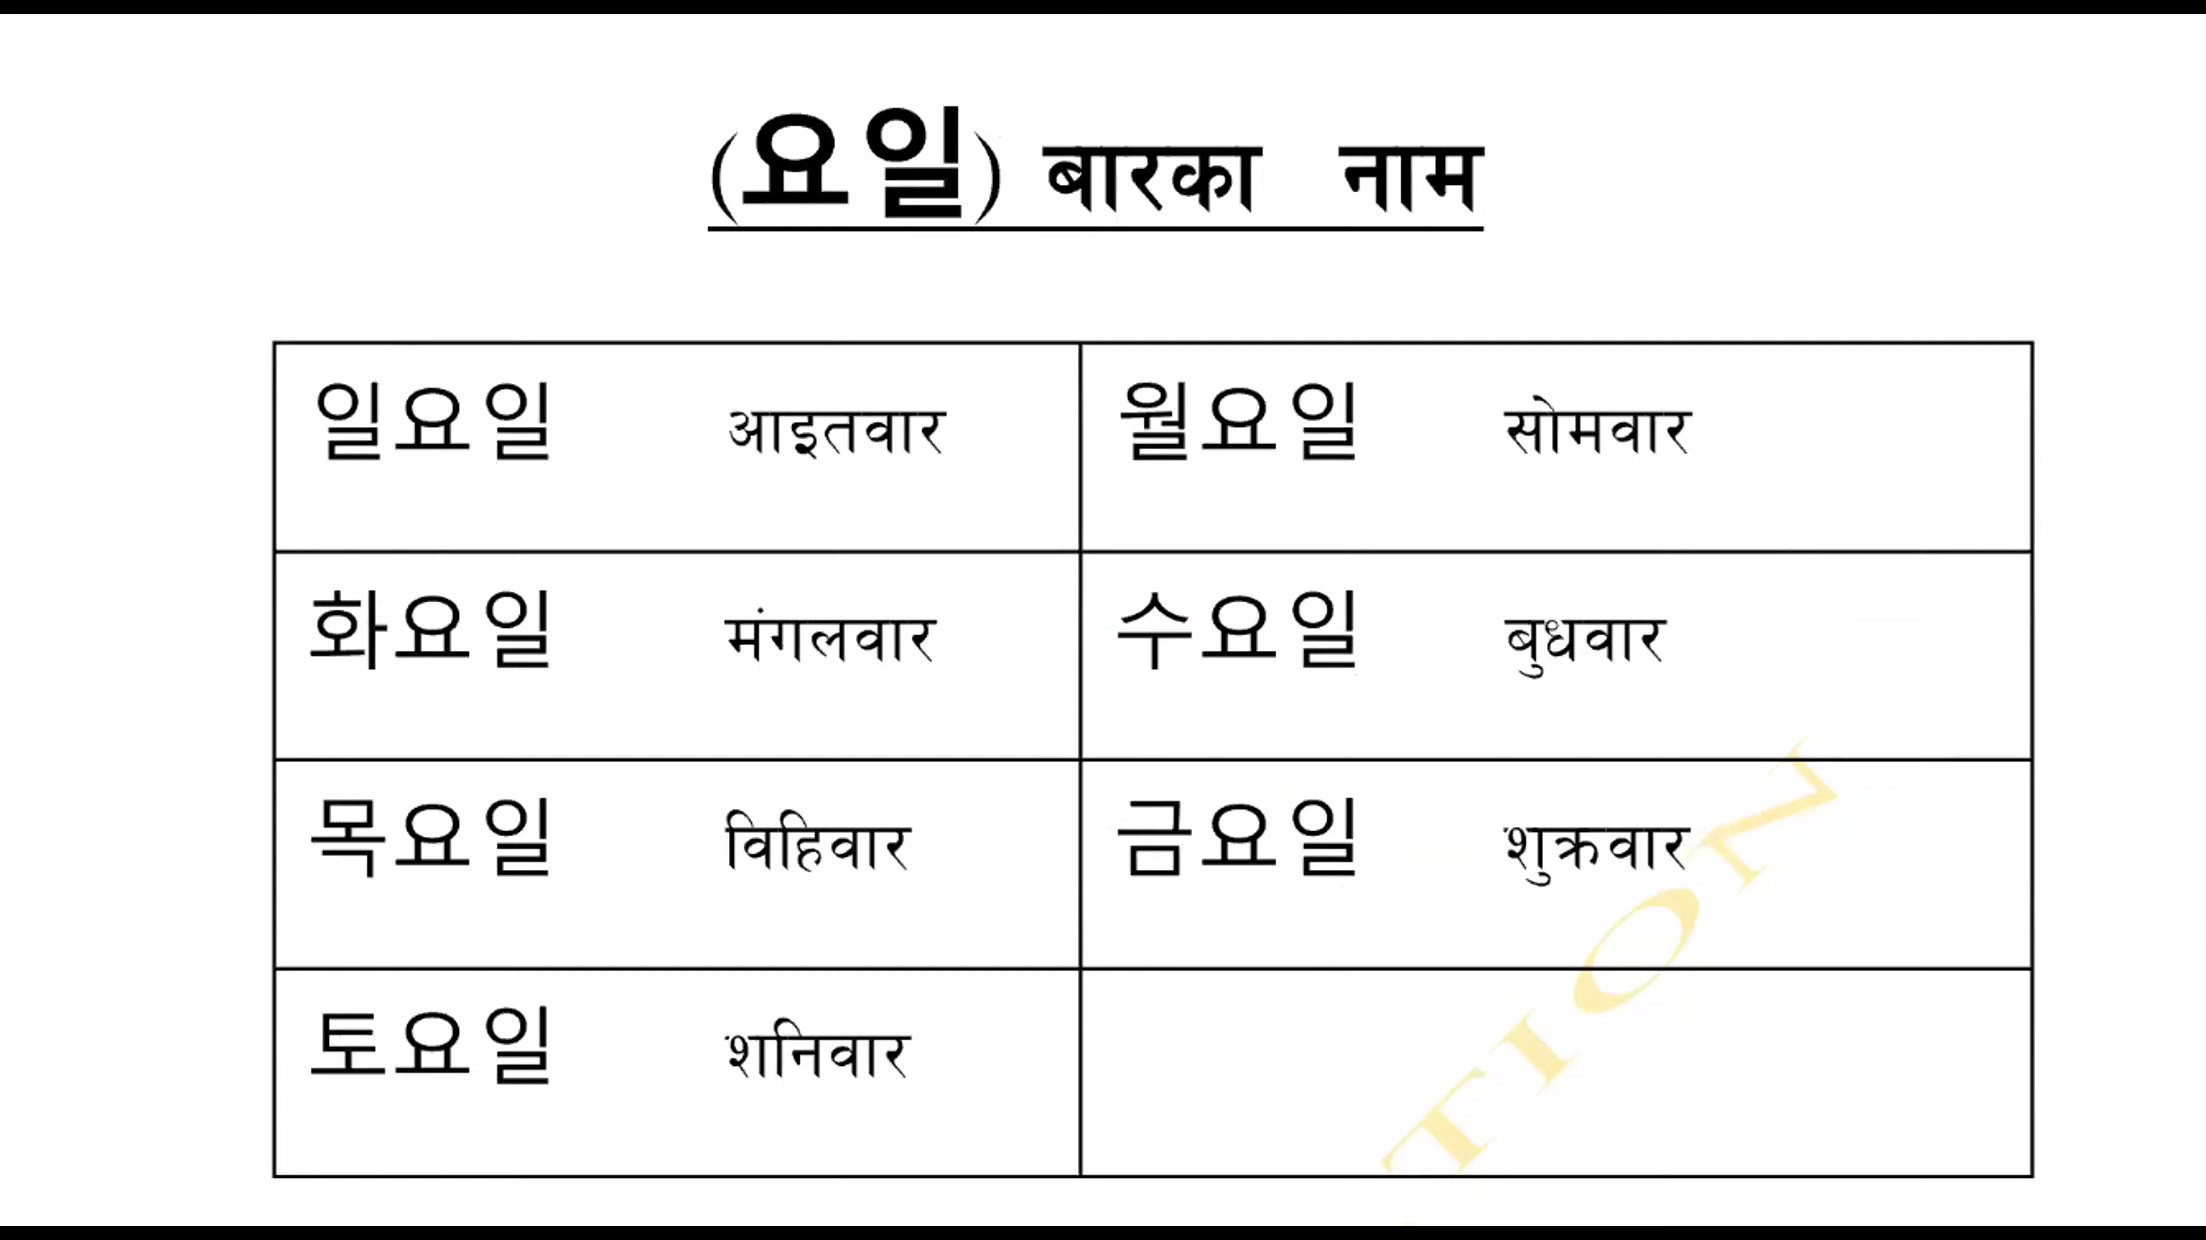 (요일) बारका नाम
일요일 आइतवार 월요일 सोमवार
화요일 मंगलवार 수요일 बुधवार
목요일 विहिवार 금요일 शुक्रवार
토요일 शनिवार
TION